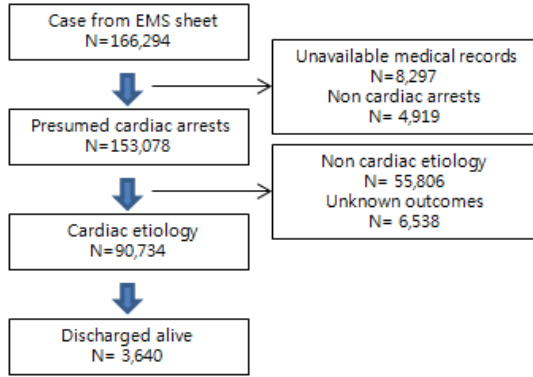 Case from EMS sheet
N=166,294
Unavailable medical records
N=8,297
Non cardiac arrests
N= 4,919
Presumed cardiac arrests
N=153,078
Non cardiac etiology
N= 55,806
Unknown outcomes
N= 6,538
Cardiac etiology
N=90,734
Discharged alive
N= 3,640